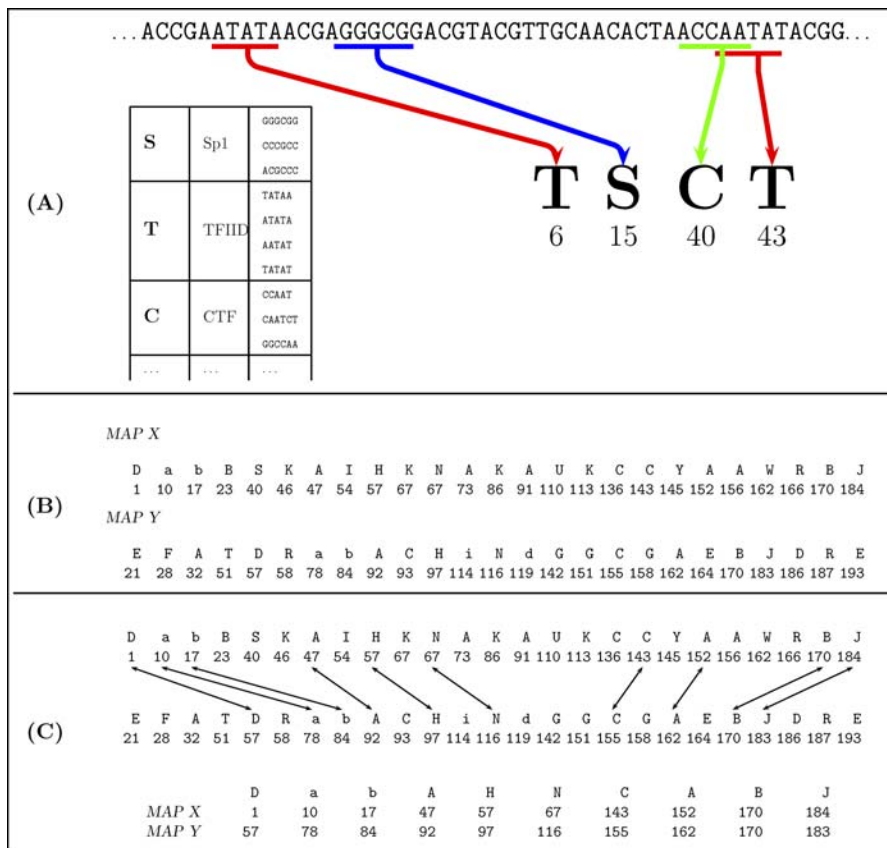 ...ACCGAATATAACGAGGGCGGACGTACGTTGCAACACTAACCAATATACGG...
(A)
S Sp1 GGGCGG
CCCGCC
ACGCCC
T TFIID TATAA
ATATA
AATAT
TATAT
C CTF CCAAT
CAATCT
GGCCAA
... ... ...
T S C T
6 15 40 43
(B)
MAP X
D a b B S K A I H K N A K A U K C C Y A A W R B J
1 10 17 23 40 46 47 54 57 67 67 73 86 91 110 113 136 143 145 152 156 162 166 170 184
MAP Y
E F A T D R a b A C H i N d G G C G A E B J D R E
21 28 32 51 57 58 78 84 92 93 97 114 116 119 142 151 155 158 162 164 170 183 186 187 193
(C)
D a b B S K A I H K N A K A U K C C Y A A W R B J
1 10 17 23 40 46 47 54 57 67 67 73 86 91 110 113 136 143 145 152 156 162 166 170 184
E F A T D R a b A C H i N d G G C G A E B J D R E
21 28 32 51 57 58 78 84 92 93 97 114 116 119 142 151 155 158 162 164 170 183 186 187 193
D a b A H N C A B J
MAP X 1 10 17 47 57 67 143 152 170 184
MAP Y 57 78 84 92 97 116 155 162 170 183